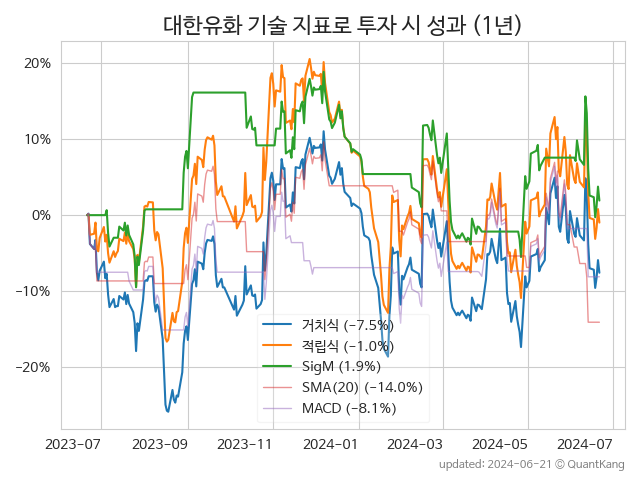 대한유화 기술 지표로 투자 시 성과 (1년)
20%
10%
0%
−10%
−20%
거치식 (−7.5%)
적립식 (−1.0%)
SigM (1.9%)
SMA(20) (−14.0%)
MACD (−8.1%)
2023-07
2023-09
2023-11
2024-01
2024-03
2024-05
2024-07
updated: 2024-06-21 ⓒ QuantKang